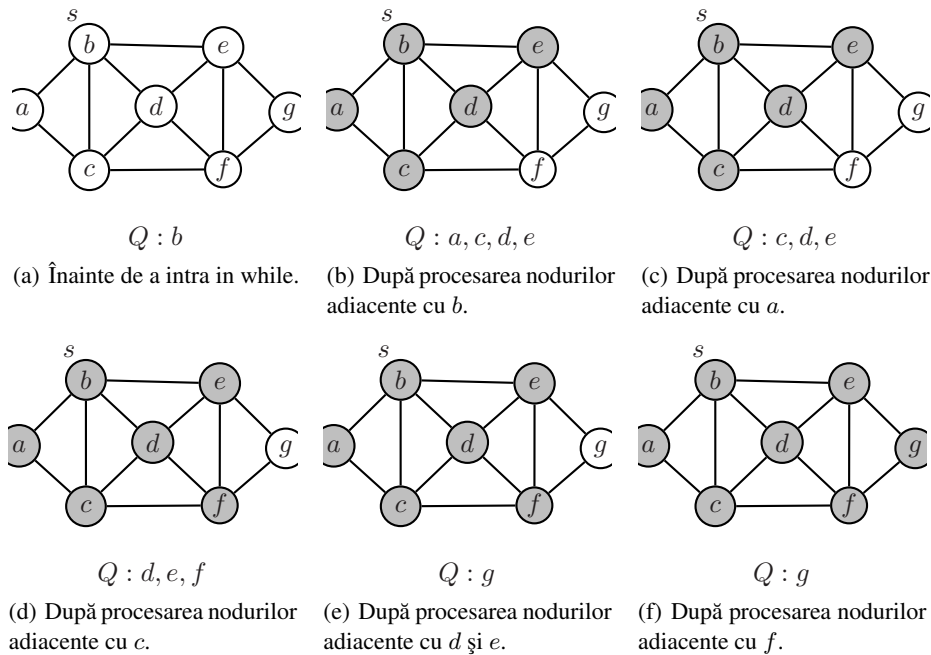 s
b e
a d g
c f
Q : b
(a) Înainte de a intra in while.
s
b e
a d g
c f
Q : a, c, d, e
(b) După procesarea nodurilor
adiacente cu b.
s
b e
a d g
c f
Q : c, d, e
(c) După procesarea nodurilor
adiacente cu a.
s
b e
a d g
c f
Q : d, e, f
(d) După procesarea nodurilor
adiacente cu c.
s
b e
a d g
c f
Q : g
(e) După procesarea nodurilor
adiacente cu d şi e.
s
b e
a d g
c f
Q : g
(f) După procesarea nodurilor
adiacente cu f.